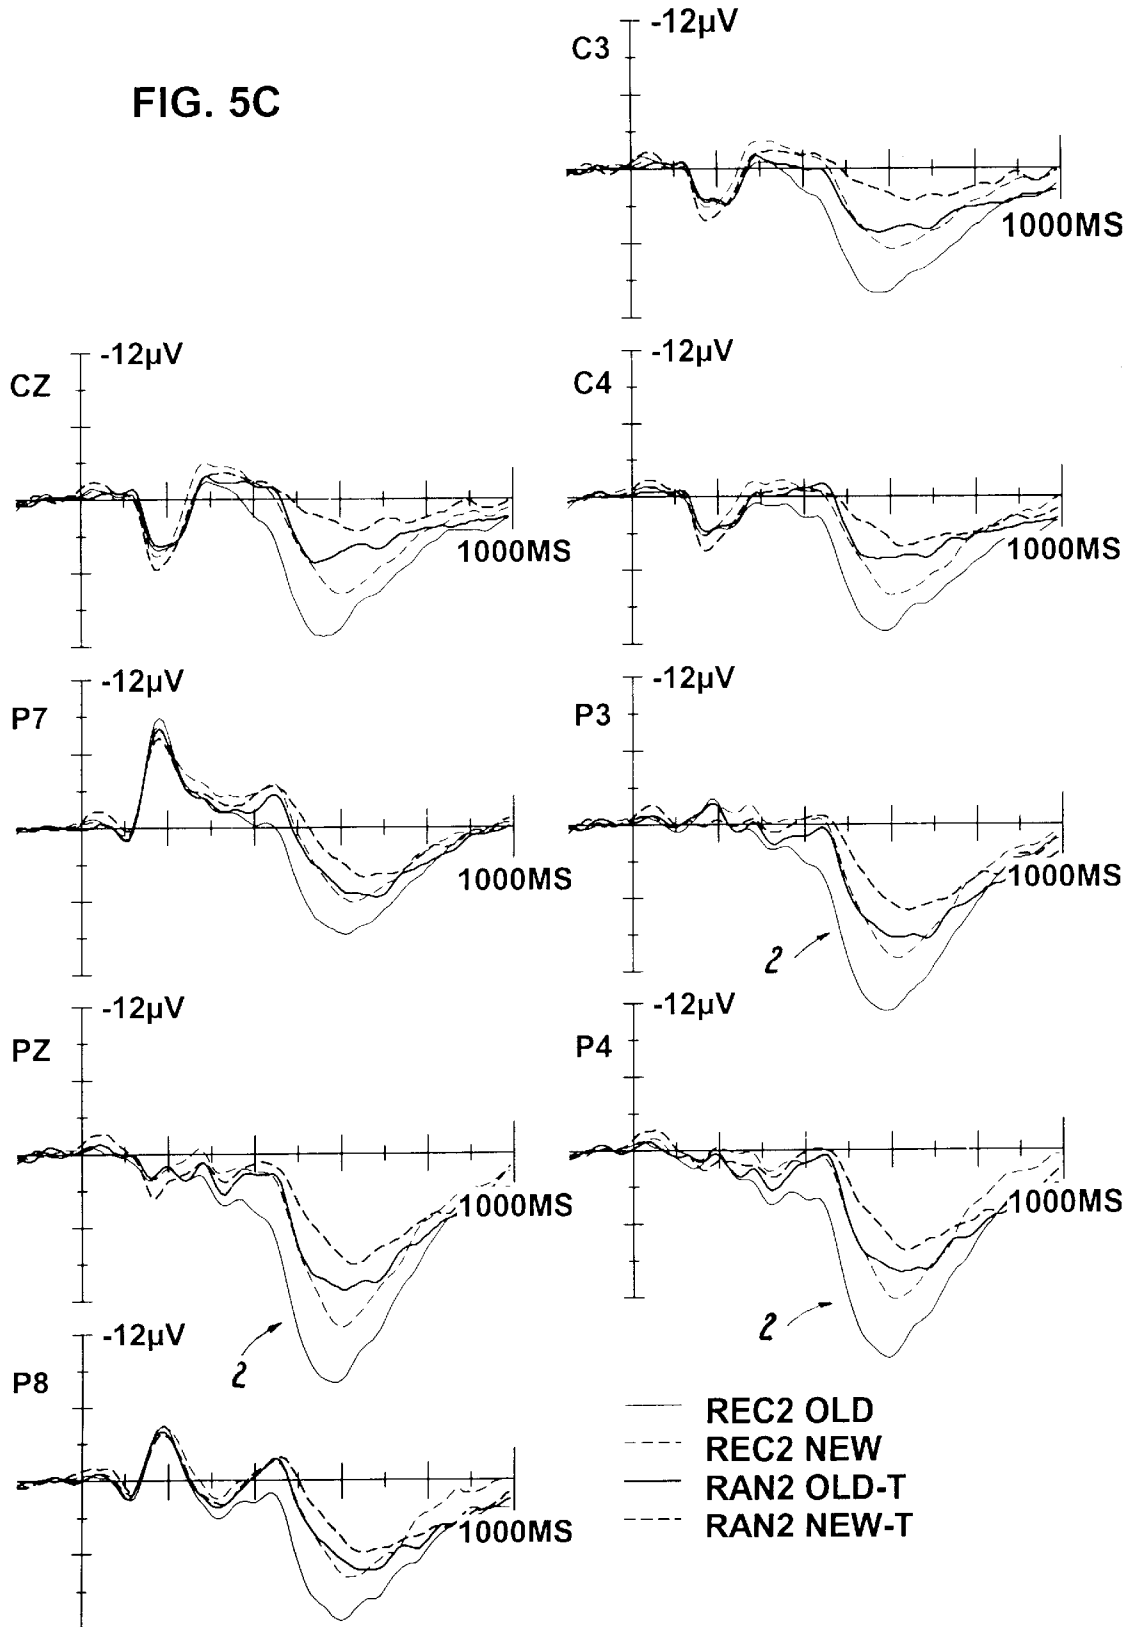 FIG. 5C
C3
-12µV
1000MS
CZ
-12µV
1000MS
C4
-12µV
1000MS
P7
-12µV
1000MS
P3
-12µV
1000MS
2
PZ
-12µV
1000MS
2
P4
-12µV
1000MS
2
P8
-12µV
1000MS
REC2 OLD
REC2 NEW
RAN2 OLD-T
RAN2 NEW-T